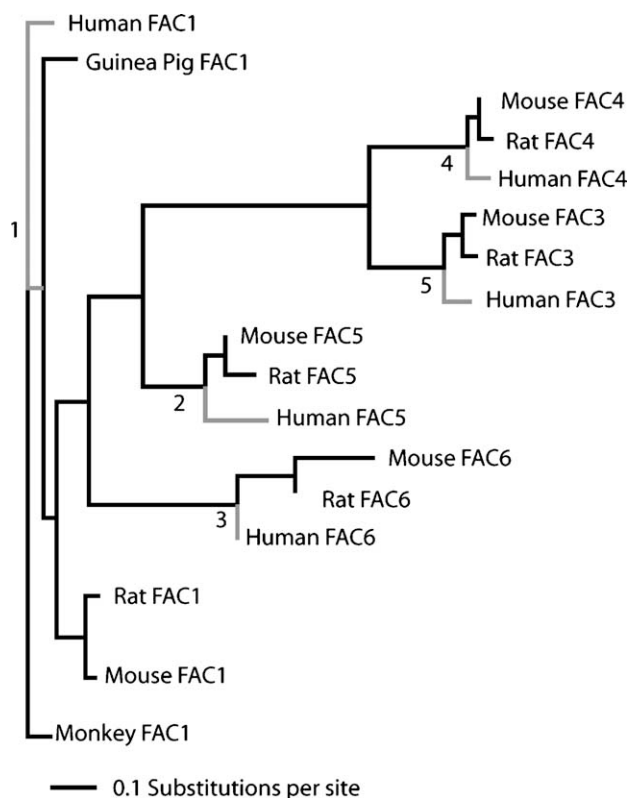 Human FAC1
Guinea Pig FAC1
Mouse FAC4
Rat FAC4
4
Human FAC4
Mouse FAC3
1
Rat FAC3
5
Human FAC3
Mouse FAC5
Rat FAC5
2
Human FAC5
Mouse FAC6
Rat FAC6
3
Human FAC6
Rat FAC1
Mouse FAC1
Monkey FAC1
0.1 Substitutions per site